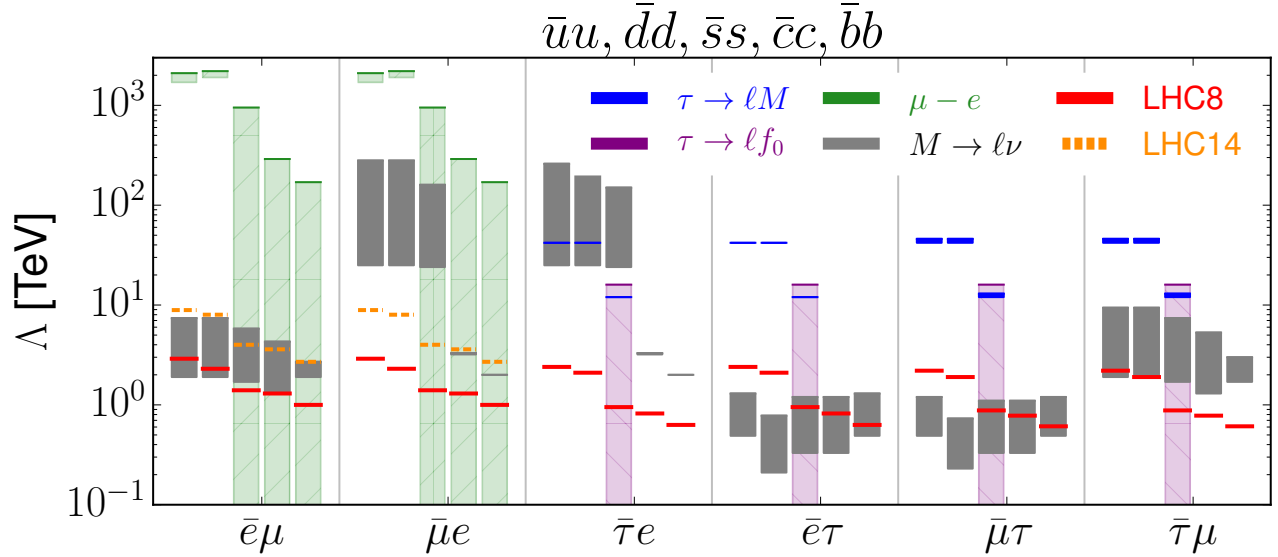 ūu, d̄d, s̄s, c̄c, b̄b
τ → ℓM μ − e LHC8
τ → ℓf₀ M → ℓν LHC14
Λ [TeV]
10³
10²
10¹
10⁰
10⁻¹
ēμ μ̄e τ̄e ēτ μ̄τ τ̄μ